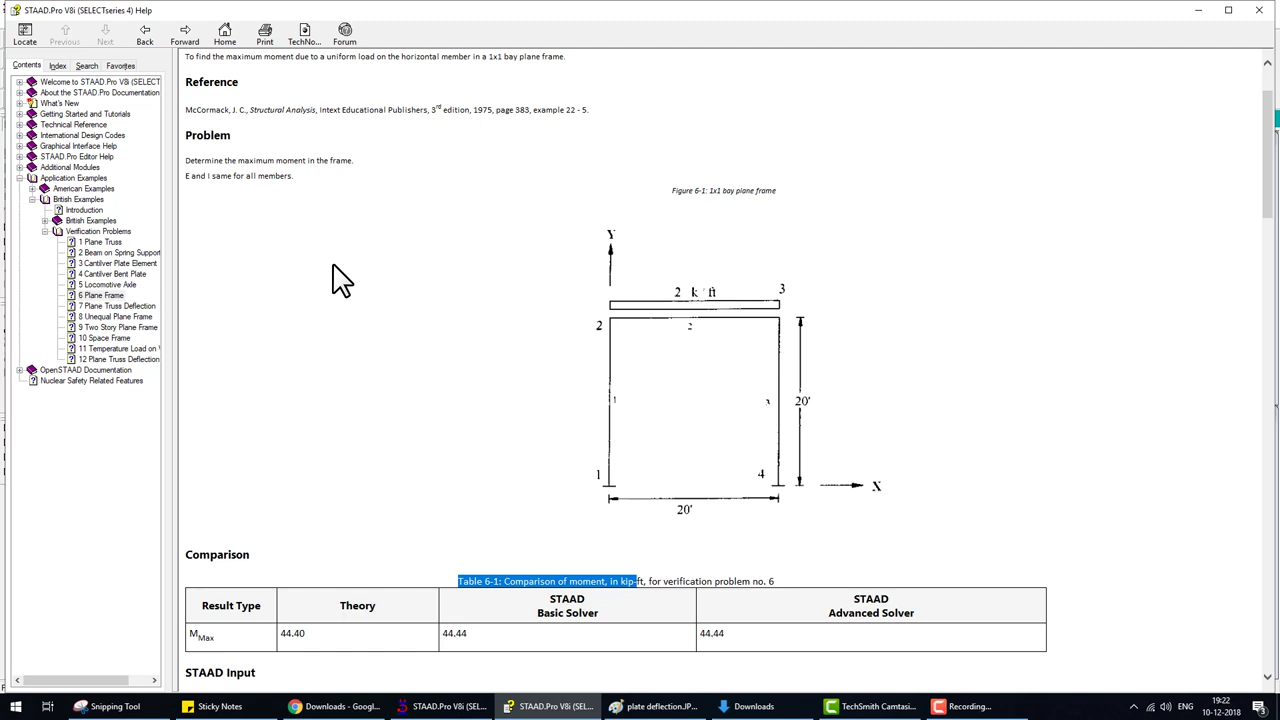 STAAD.Pro V8i (SELECTseries 4) Help
Locate
Previous
Next
Back
Forward
Home
Print
TechNo...
Forum
Contents
Index
Search
Favorites
Welcome to STAAD.Pro V8i (SELECT
About the STAAD.Pro Documentation
What's New
Getting Started and Tutorials
Technical Reference
International Design Codes
Graphical Interface Help
STAAD.Pro Editor Help
Additional Modules
Application Examples
American Examples
British Examples
Introduction
British Examples
Verification Problems
1 Plane Truss
2 Beam on Spring Support
3 Cantilver Plate Element
4 Cantilver Bent Plate
5 Locomotive Axle
6 Plane Frame
7 Plane Truss Deflection
8 Unequal Plane Frame
9 Two Story Plane Frame
10 Space Frame
11 Temperature Load on
12 Plane Truss Deflection
OpenSTAAD Documentation
Nuclear Safety Related Features
To find the maximum moment due to a uniform load on the horizontal member in a 1x1 bay plane frame.
Reference
McCormack, J. C., Structural Analysis, Intext Educational Publishers, 3rd edition, 1975, page 383, example 22 - 5.
Problem
Determine the maximum moment in the frame.
E and I same for all members.
Figure 6-1: 1x1 bay plane frame
Y
2 k ft
3
2
2
1
3
20'
1
4
X
20'
Comparison
Table 6-1: Comparison of moment, in kip-ft, for verification problem no. 6
Result Type
Theory
STAAD
Basic Solver
STAAD
Advanced Solver
MMax
44.40
44.44
44.44
STAAD Input
Snipping Tool
Sticky Notes
Downloads - Googl...
STAAD.Pro V8i (SEL...
STAAD.Pro V8i (SEL...
plate deflection.JP...
Downloads
TechSmith Camtasi...
Recording...
ENG
19:22
10-12-2018
3